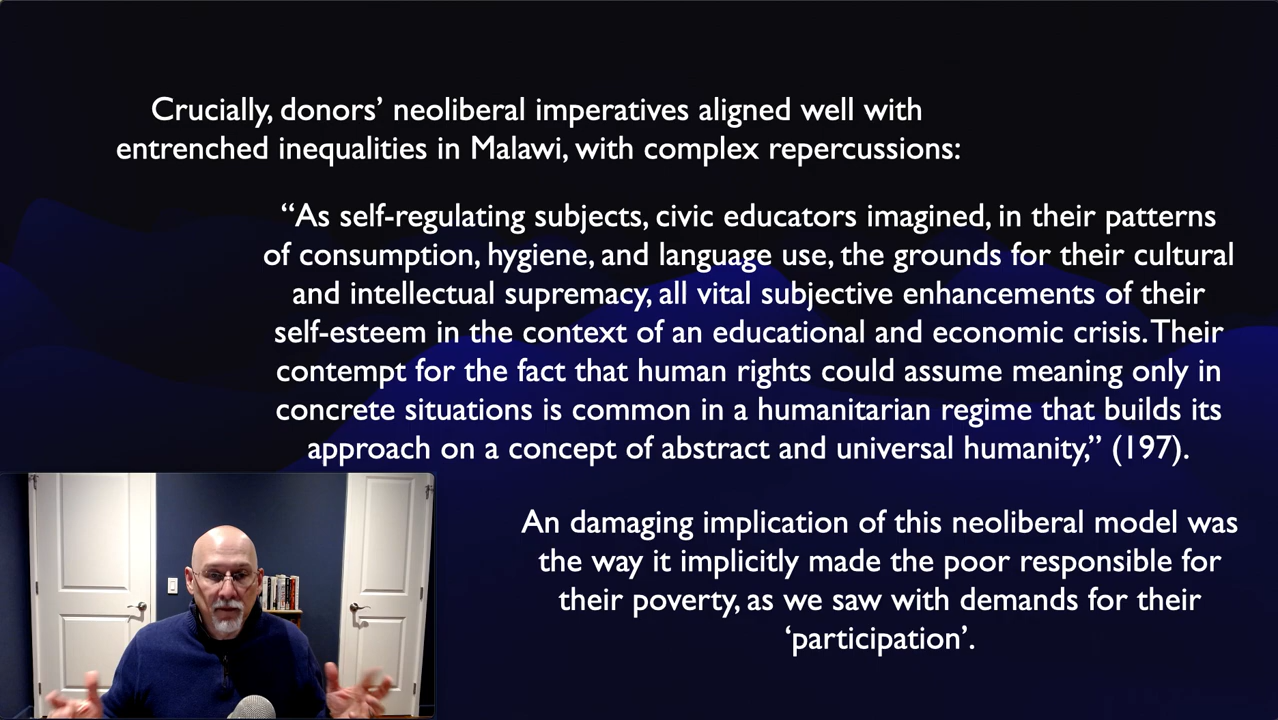 Crucially, donors’ neoliberal imperatives aligned well with
entrenched inequalities in Malawi, with complex repercussions:
“As self-regulating subjects, civic educators imagined, in their patterns
of consumption, hygiene, and language use, the grounds for their cultural
and intellectual supremacy, all vital subjective enhancements of their
self-esteem in the context of an educational and economic crisis. Their
contempt for the fact that human rights could assume meaning only in
concrete situations is common in a humanitarian regime that builds its
approach on a concept of abstract and universal humanity,” (197).
An damaging implication of this neoliberal model was
the way it implicitly made the poor responsible for
their poverty, as we saw with demands for their
‘participation’.